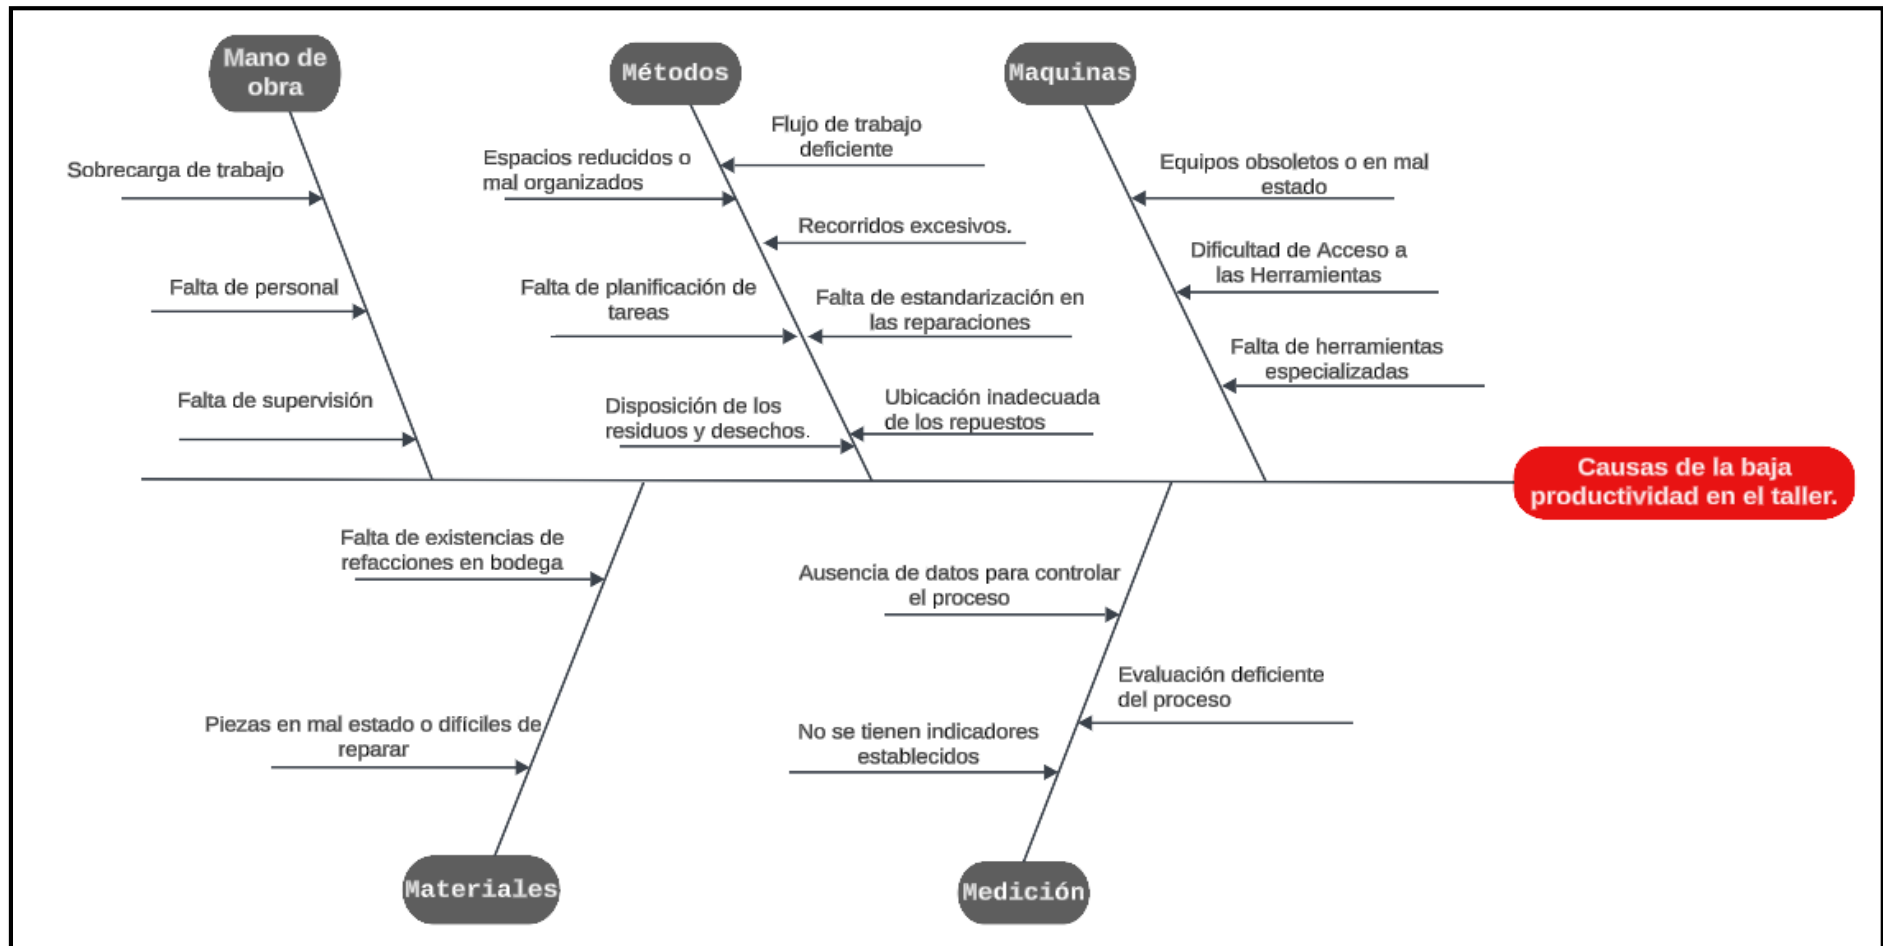 Mano de
obra
Métodos
Maquinas
Sobrecarga de trabajo
Falta de personal
Falta de supervisión
Espacios reducidos o
mal organizados
Flujo de trabajo
deficiente
Recorridos excesivos.
Falta de planificación de
tareas
Falta de estandarización en
las reparaciones
Disposición de los
residuos y desechos.
Ubicación inadecuada
de los repuestos
Equipos obsoletos o en mal
estado
Dificultad de Acceso a
las Herramientas
Falta de herramientas
especializadas
Causas de la baja
productividad en el taller.
Falta de existencias de
refacciones en bodega
Piezas en mal estado o difíciles de
reparar
Ausencia de datos para controlar
el proceso
Evaluación deficiente
del proceso
No se tienen indicadores
establecidos
Materiales
Medición